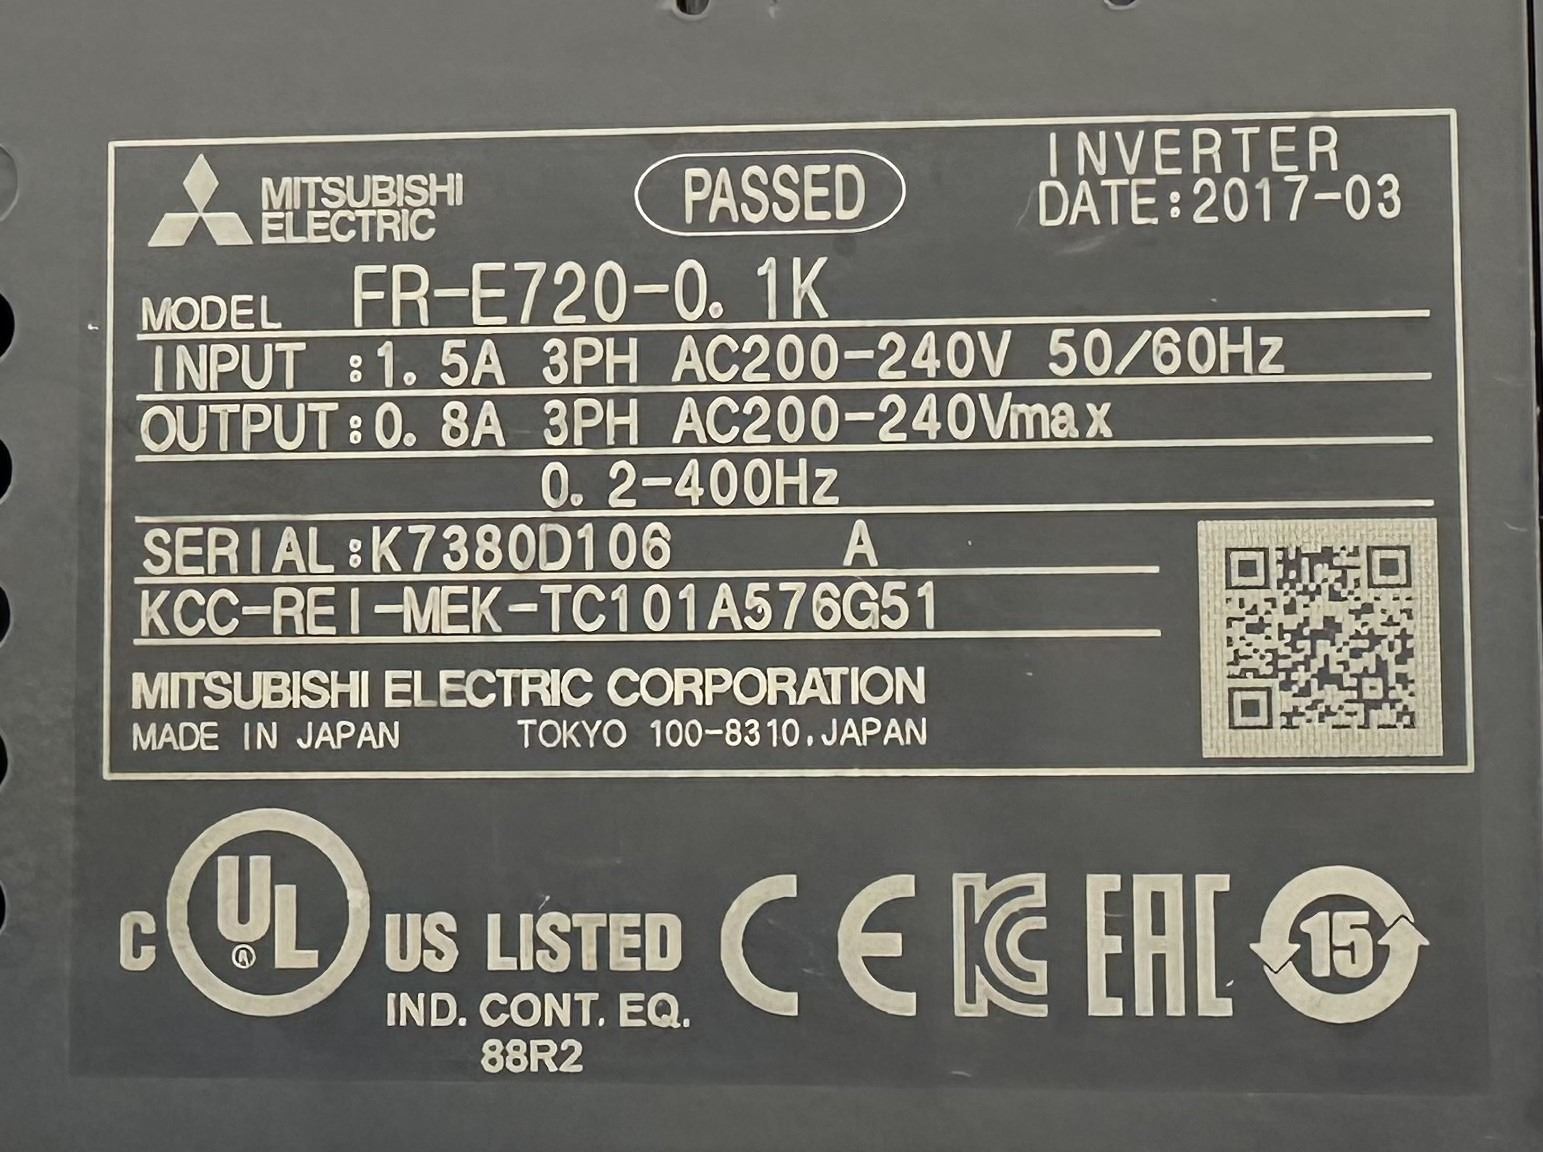 MITSUBISHI
ELECTRIC
PASSED
INVERTER
DATE:2017-03
MODEL FR-E720-0.1K
INPUT :1.5A 3PH AC200-240V 50/60Hz
OUTPUT:0.8A 3PH AC200-240Vmax
0.2-400Hz
SERIAL:K7380D106 A
KCC-REI-MEK-TC101A576G51
MITSUBISHI ELECTRIC CORPORATION
MADE IN JAPAN TOKYO 100-8310,JAPAN
C UL US LISTED
IND. CONT. EQ.
88R2
CE KC EAC 15